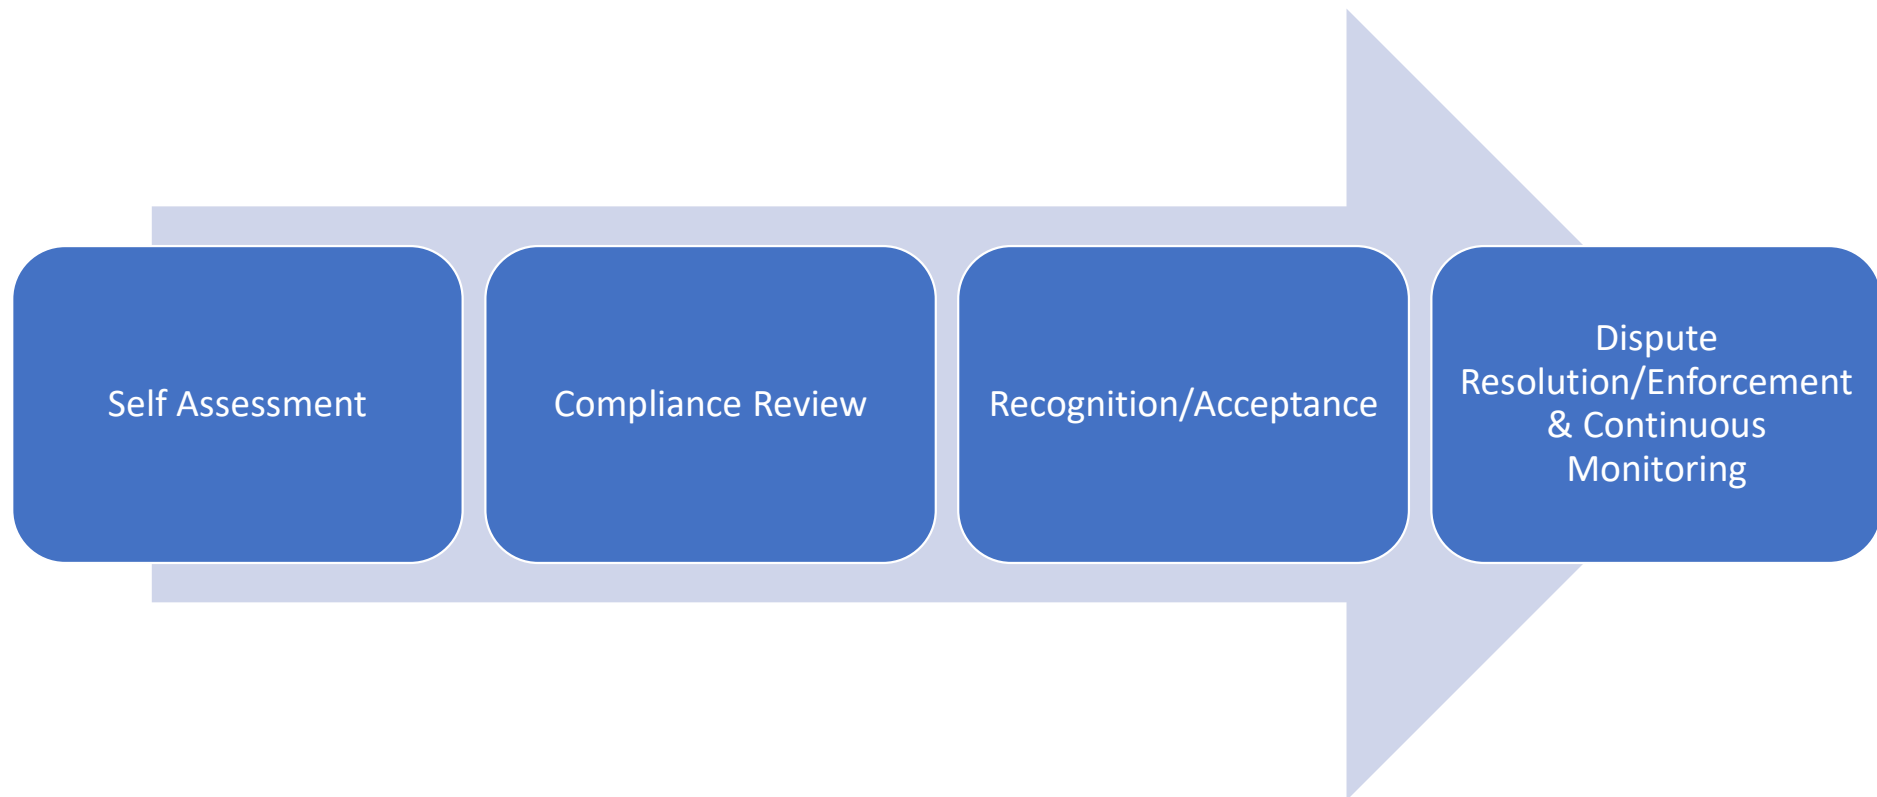 Self Assessment
Compliance Review
Recognition/Acceptance
Dispute
Resolution/Enforcement
& Continuous
Monitoring